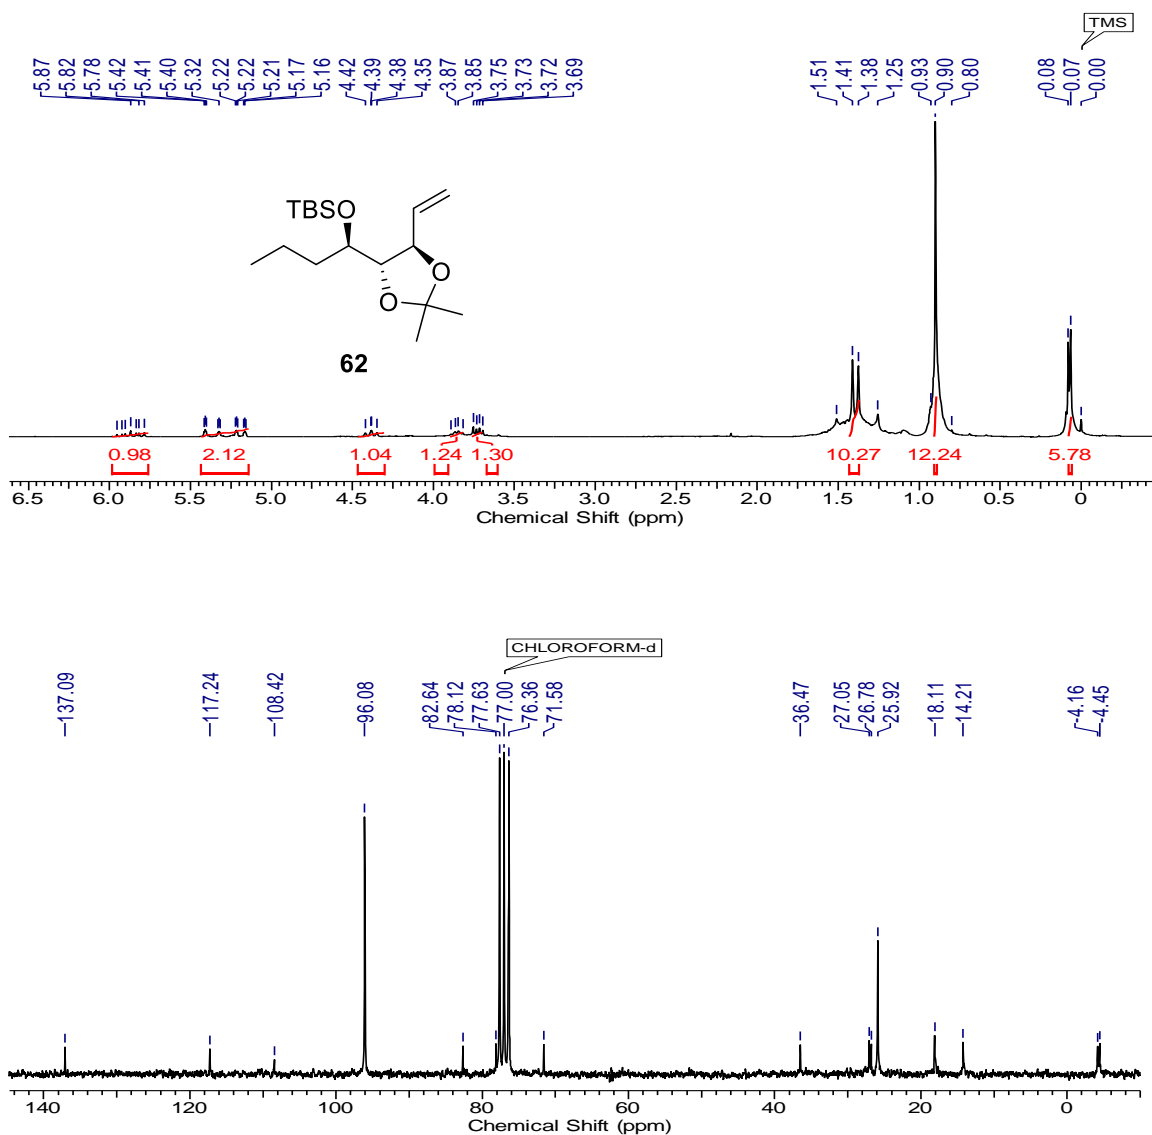 TMS
5.87 5.82 5.78 5.42 5.41 5.40 5.32 5.22 5.22 5.21 5.17 5.16 4.42 4.39 4.38 4.35 3.87 3.85 3.75 3.73 3.72 3.69 1.51 1.41 1.38 1.25 0.93 0.90 0.80 0.08 0.07 0.00
TBSO
O
O
62
0.98 2.12 1.04 1.24 1.30 10.27 12.24 5.78
6.5 6.0 5.5 5.0 4.5 4.0 3.5 3.0 2.5 2.0 1.5 1.0 0.5 0
Chemical Shift (ppm)
CHLOROFORM-d
137.09 117.24 108.42 96.08 82.64 78.12 77.63 77.00 76.36 71.58 36.47 27.05 26.78 25.92 18.11 14.21 -4.16 -4.45
140 120 100 80 60 40 20 0
Chemical Shift (ppm)